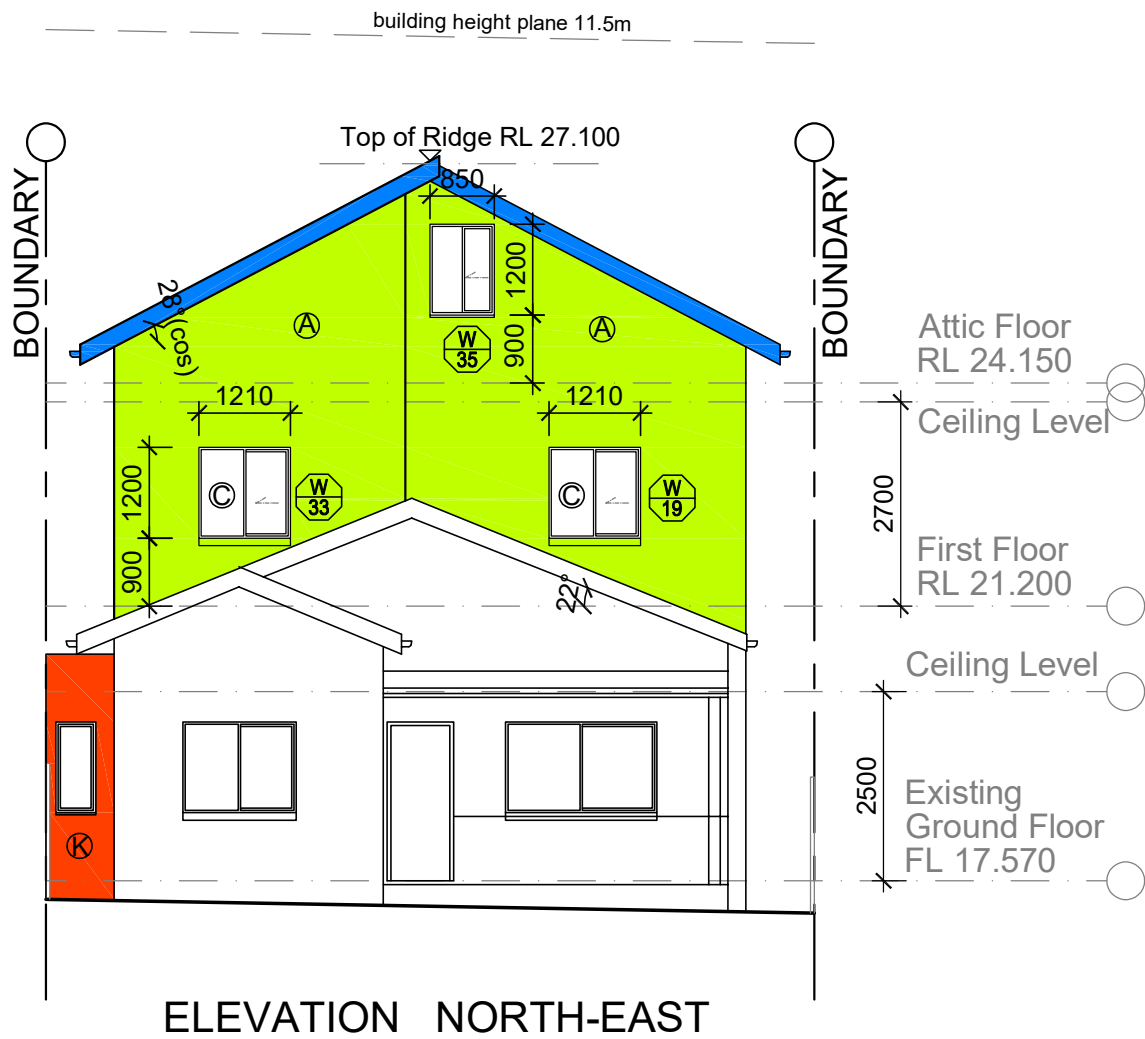 building height plane 11.5m
Top of Ridge RL 27.100
BOUNDARY
BOUNDARY
850
1200
900
28°(cos)
A
A
W
35
Attic Floor
RL 24.150
Ceiling Level
1210
1210
1200
900
C
W
33
C
W
19
2700
First Floor
RL 21.200
22°
Ceiling Level
2500
Existing
Ground Floor
FL 17.570
K
ELEVATION NORTH-EAST